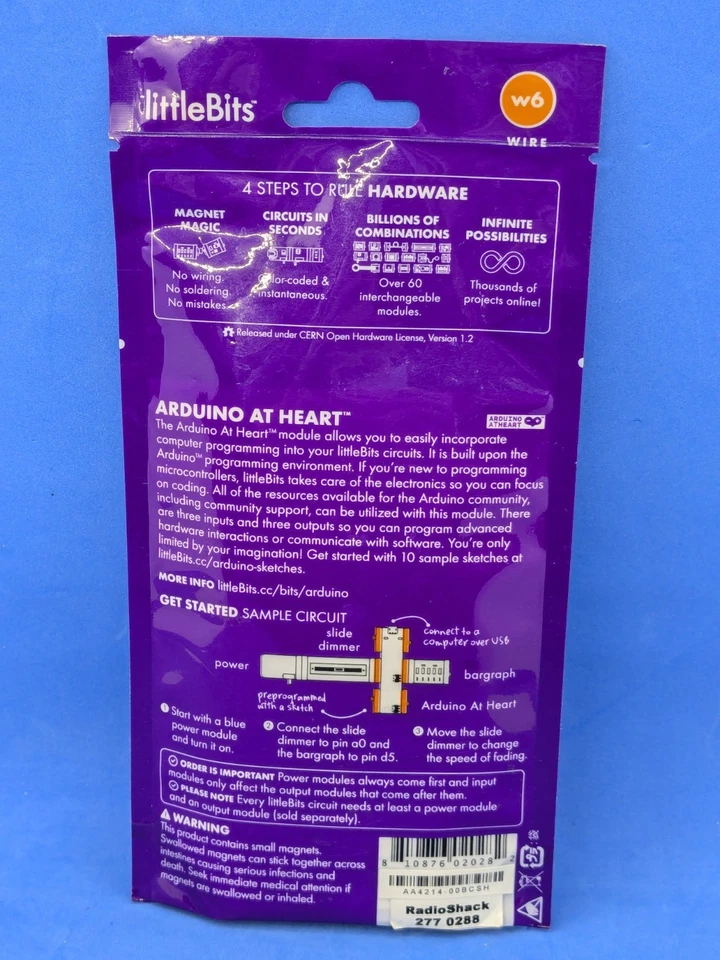 littleBits™
w6
WIRE
4 STEPS TO RULE HARDWARE
MAGNET
MAGIC
No wiring.
No soldering.
No mistakes.
CIRCUITS IN
SECONDS
Color-coded &
instantaneous.
BILLIONS OF
COMBINATIONS
Over 60
interchangeable
modules.
INFINITE
POSSIBILITIES
Thousands of
projects online!
Released under CERN Open Hardware License, Version 1.2
ARDUINO AT HEART™
ARDUINO
AT HEART
The Arduino At Heart™ module allows you to easily incorporate
computer programming into your littleBits circuits. It is built upon the
Arduino™ programming environment. If you're new to programming
microcontrollers, littleBits takes care of the electronics so you can focus
on coding. All of the resources available for the Arduino community,
including community support, can be utilized with this module. There
are three inputs and three outputs so you can program advanced
hardware interactions or communicate with software. You're only
limited by your imagination! Get started with 10 sample sketches at
littleBits.cc/arduino-sketches.
MORE INFO littleBits.cc/bits/arduino
GET STARTED SAMPLE CIRCUIT
slide
dimmer
connect to a
computer over USB
power
bargraph
preprogrammed
with a sketch
Arduino At Heart
1 Start with a blue
power module
and turn it on.
2 Connect the slide
dimmer to pin a0 and
the bargraph to pin d5.
3 Move the slide
dimmer to change
the speed of fading.
ORDER IS IMPORTANT Power modules always come first and input
modules only affect the output modules that come after them.
PLEASE NOTE Every littleBits circuit needs at least a power module
and an output module (sold separately).
WARNING
This product contains small magnets.
Swallowed magnets can stick together across
intestines causing serious infections and
death. Seek immediate medical attention if
magnets are swallowed or inhaled.
8 10876 02028 2
AA4214-00BCSH
RadioShack
277 0288